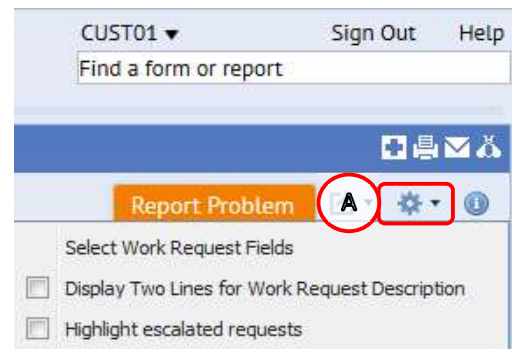 CUST01 Sign Out Help
Find a form or report
Report Problem A
Select Work Request Fields
Display Two Lines for Work Request Description
Highlight escalated requests